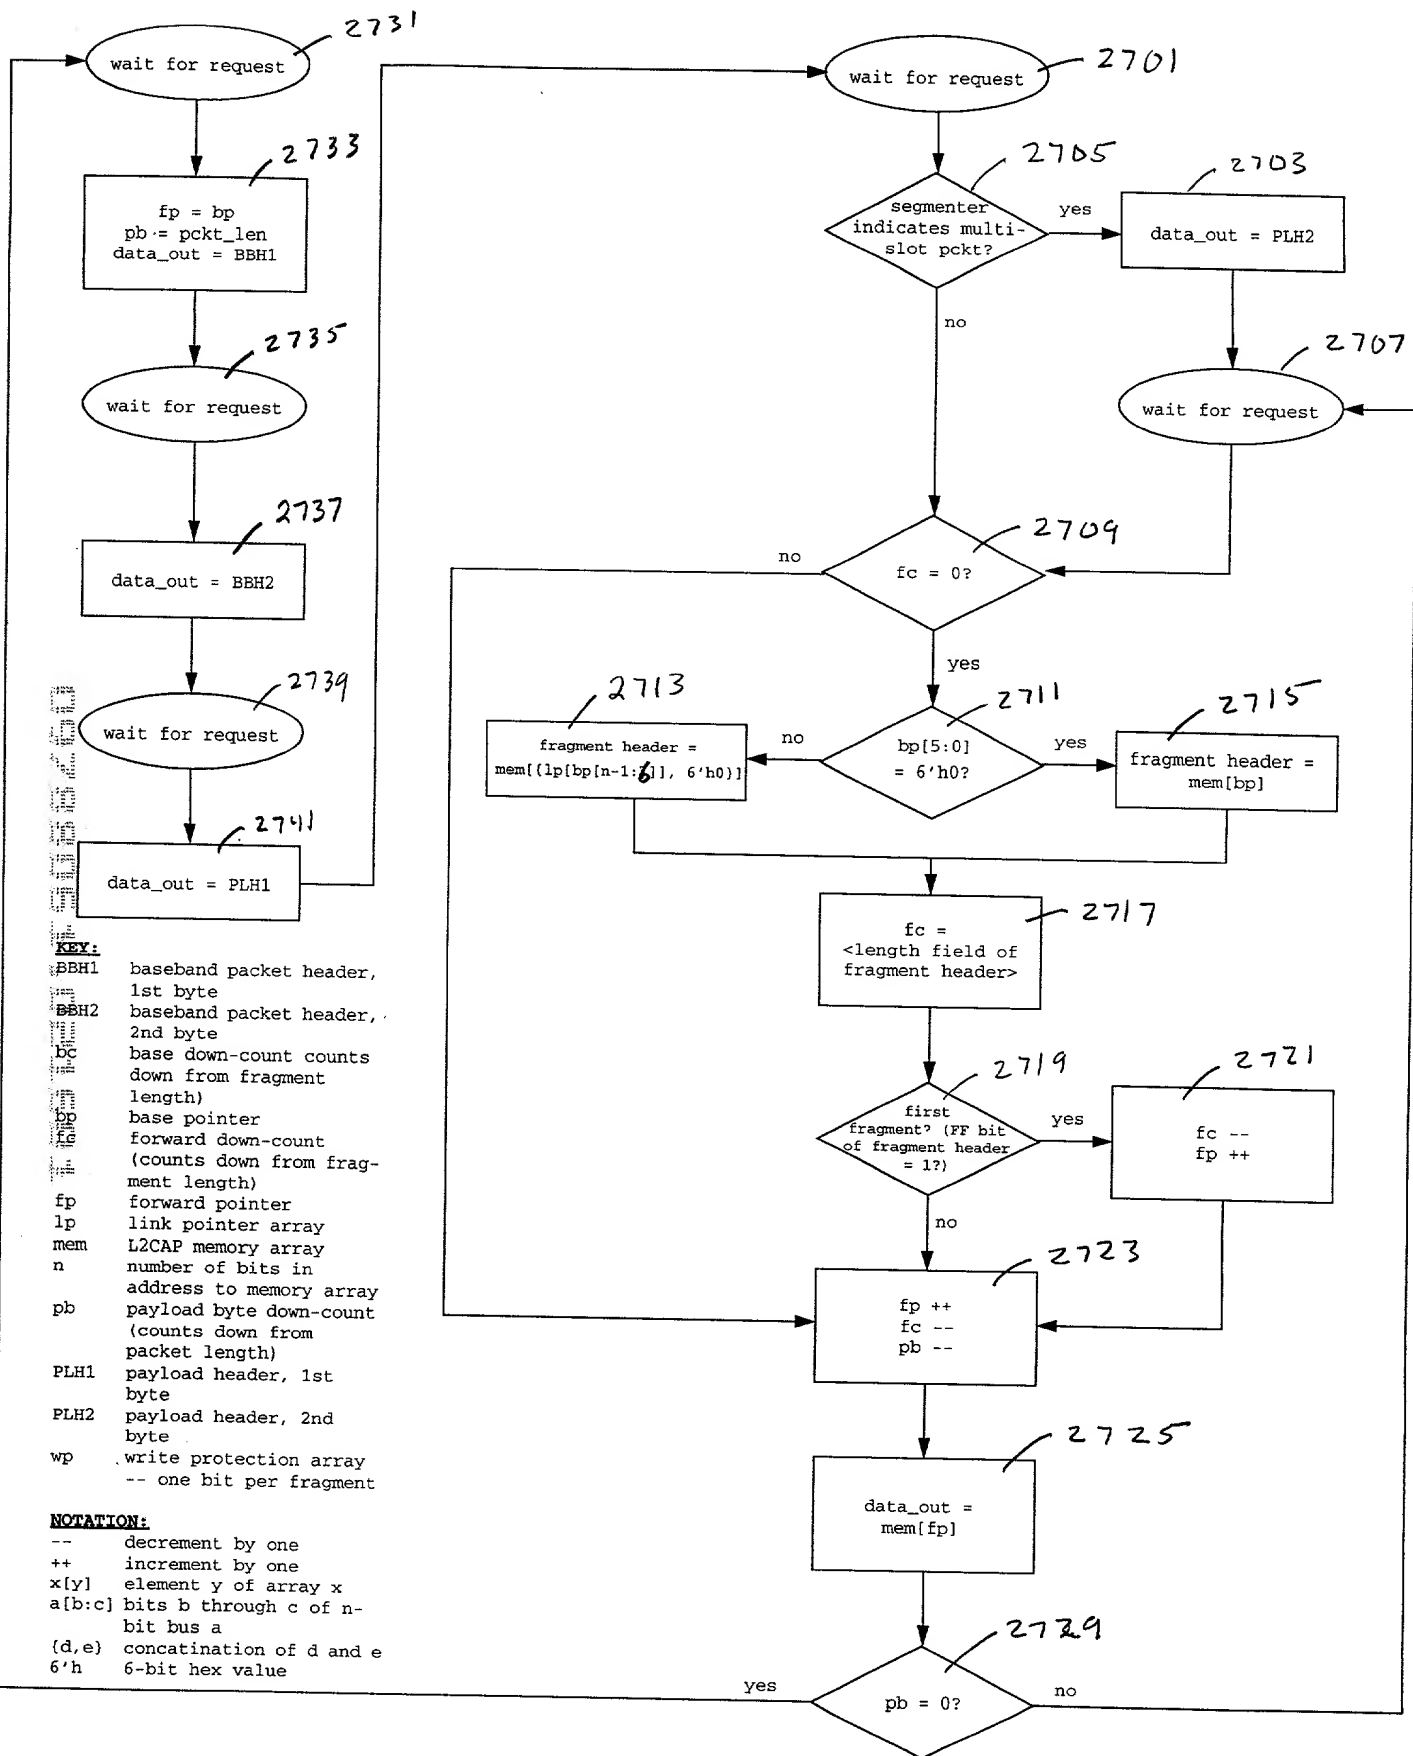 2731
wait for request
2733
fp = bp
pb = pckt_len
data_out = BBH1
2735
wait for request
2737
data_out = BBH2
2739
wait for request
2741
data_out = PLH1
2701
wait for request
2705
segmenter
indicates multi-
slot pckt?
yes
no
2703
data_out = PLH2
2707
wait for request
2709
fc = 0?
no
yes
2711
bp[5:0]
= 6'h0?
no
yes
2713
fragment header =
mem[(lp[bp[n-1:6]], 6'h0}]
2715
fragment header =
mem[bp]
2717
fc =
<length field of
fragment header>
2719
first
fragment? (FF bit
of fragment header
= 1?)
yes
no
2721
fc --
fp ++
2723
fp ++
fc --
pb --
2725
data_out =
mem[fp]
2729
pb = 0?
yes
no
KEY:
BBH1 baseband packet header,
1st byte
BBH2 baseband packet header,
2nd byte
bc base down-count counts
down from fragment
length)
bp base pointer
fc forward down-count
(counts down from frag-
ment length)
fp forward pointer
lp link pointer array
mem L2CAP memory array
n number of bits in
address to memory array
pb payload byte down-count
(counts down from
packet length)
PLH1 payload header, 1st
byte
PLH2 payload header, 2nd
byte
wp write protection array
-- one bit per fragment
NOTATION:
-- decrement by one
++ increment by one
x[y] element y of array x
a[b:c] bits b through c of n-
bit bus a
{d,e} concatination of d and e
6'h 6-bit hex value